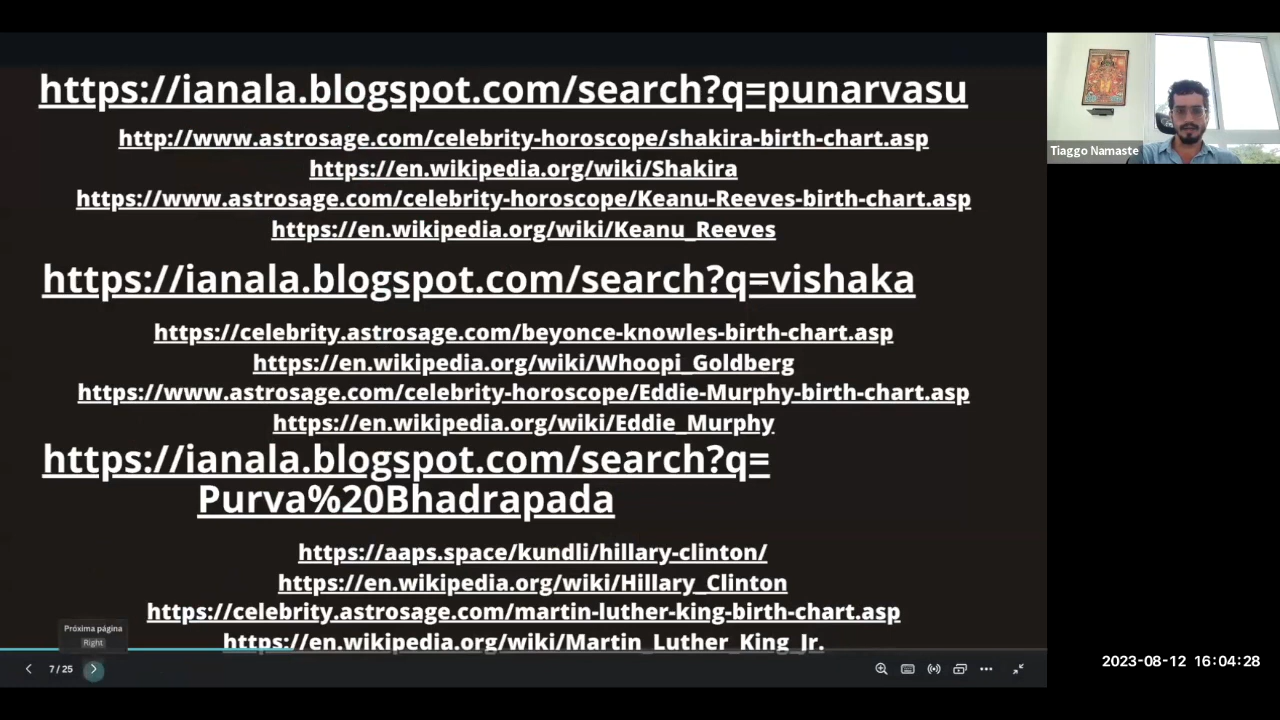 https://ianala.blogspot.com/search?q=punarvasu
http://www.astrosage.com/celebrity-horoscope/shakira-birth-chart.asp
https://en.wikipedia.org/wiki/Shakira
https://www.astrosage.com/celebrity-horoscope/Keanu-Reeves-birth-chart.asp
https://en.wikipedia.org/wiki/Keanu_Reeves
https://ianala.blogspot.com/search?q=vishaka
https://celebrity.astrosage.com/beyonce-knowles-birth-chart.asp
https://en.wikipedia.org/wiki/Whoopi_Goldberg
https://www.astrosage.com/celebrity-horoscope/Eddie-Murphy-birth-chart.asp
https://en.wikipedia.org/wiki/Eddie_Murphy
https://ianala.blogspot.com/search?q=
Purva%20Bhadrapada
https://aaps.space/kundli/hillary-clinton/
https://en.wikipedia.org/wiki/Hillary_Clinton
https://celebrity.astrosage.com/martin-luther-king-birth-chart.asp
https://en.wikipedia.org/wiki/Martin_Luther_King_Jr.
Próxima página
Right
7 / 25
Tiaggo Namaste
2023-08-12 16:04:28